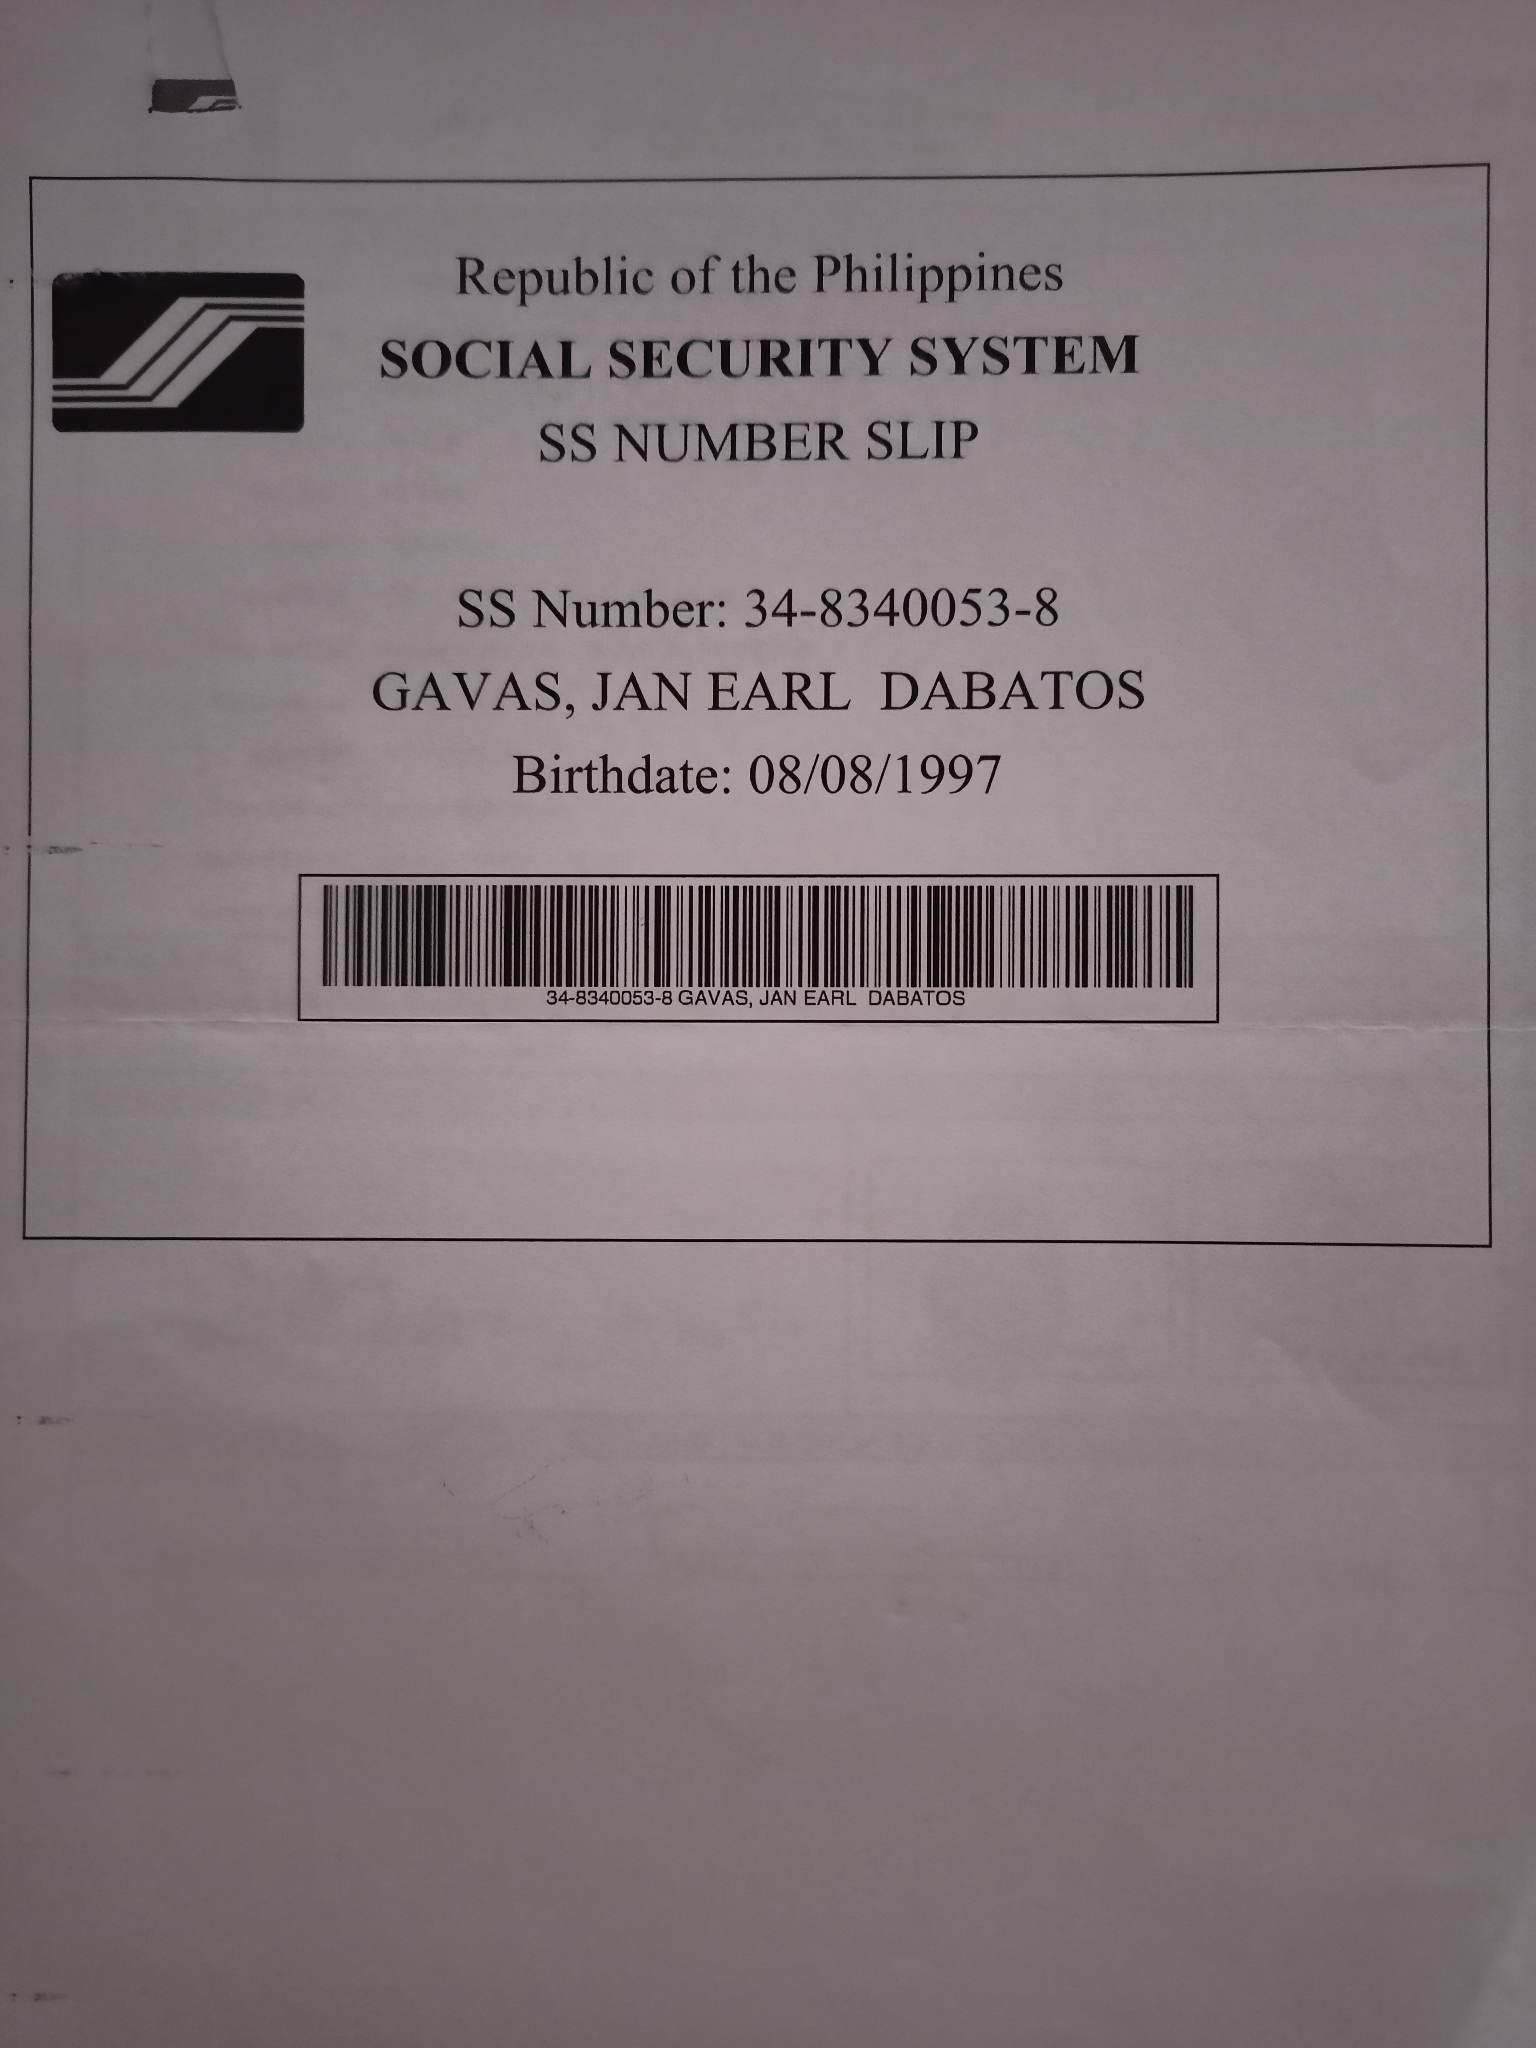 Republic of the Philippines
SOCIAL SECURITY SYSTEM
SS NUMBER SLIP
SS Number: 34-8340053-8
GAVAS, JAN EARL  DABATOS
Birthdate: 08/08/1997
34-8340053-8 GAVAS, JAN EARL  DABATOS